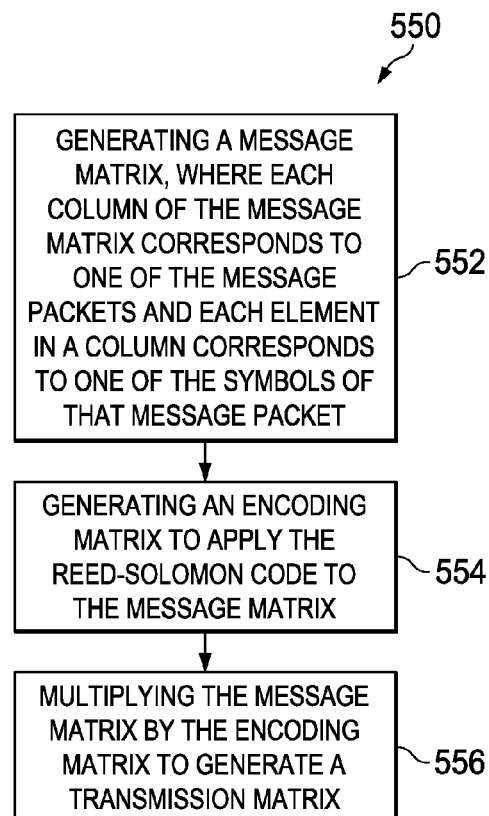 550
GENERATING A MESSAGE
MATRIX, WHERE EACH
COLUMN OF THE MESSAGE
MATRIX CORRESPONDS TO
ONE OF THE MESSAGE
PACKETS AND EACH ELEMENT
IN A COLUMN CORRESPONDS
TO ONE OF THE SYMBOLS OF
THAT MESSAGE PACKET
552
GENERATING AN ENCODING
MATRIX TO APPLY THE
REED-SOLOMON CODE TO
THE MESSAGE MATRIX
554
MULTIPLYING THE MESSAGE
MATRIX BY THE ENCODING
MATRIX TO GENERATE A
TRANSMISSION MATRIX
556